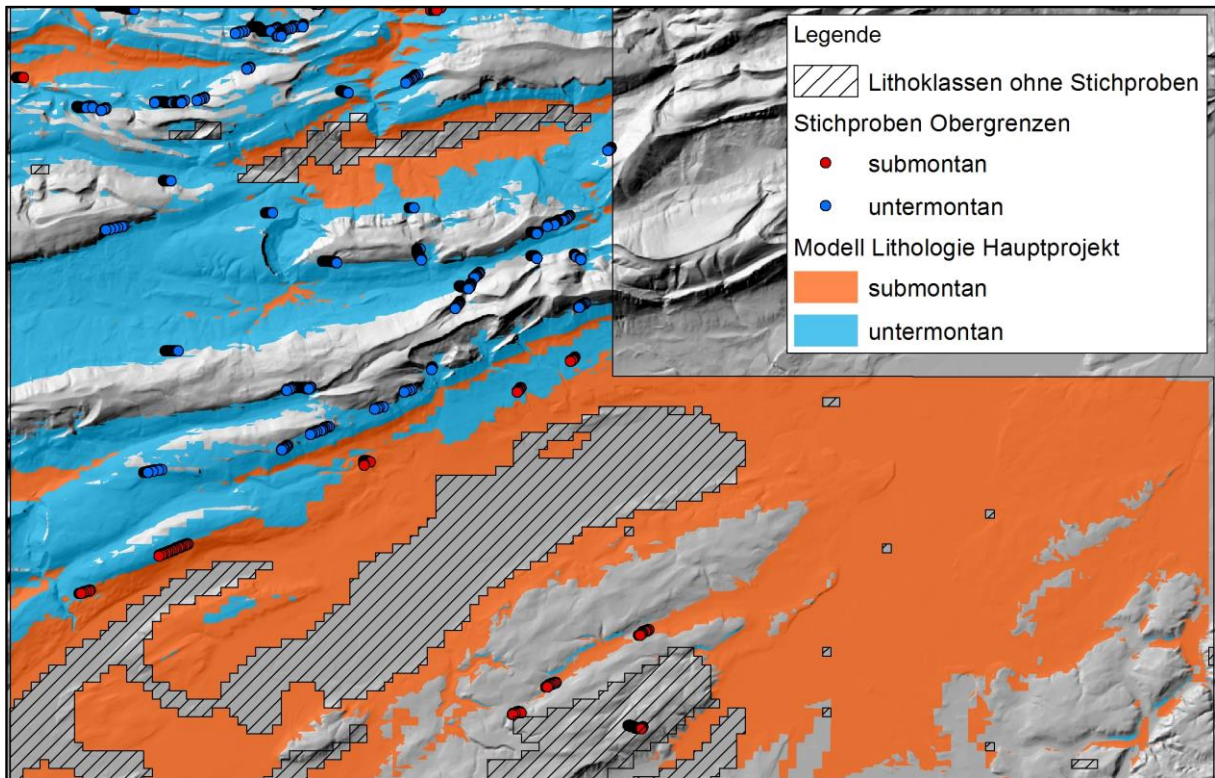 Legende
Lithoklassen ohne Stichproben
Stichproben Obergrenzen
submontan
untermontan
Modell Lithologie Hauptprojekt
submontan
untermontan